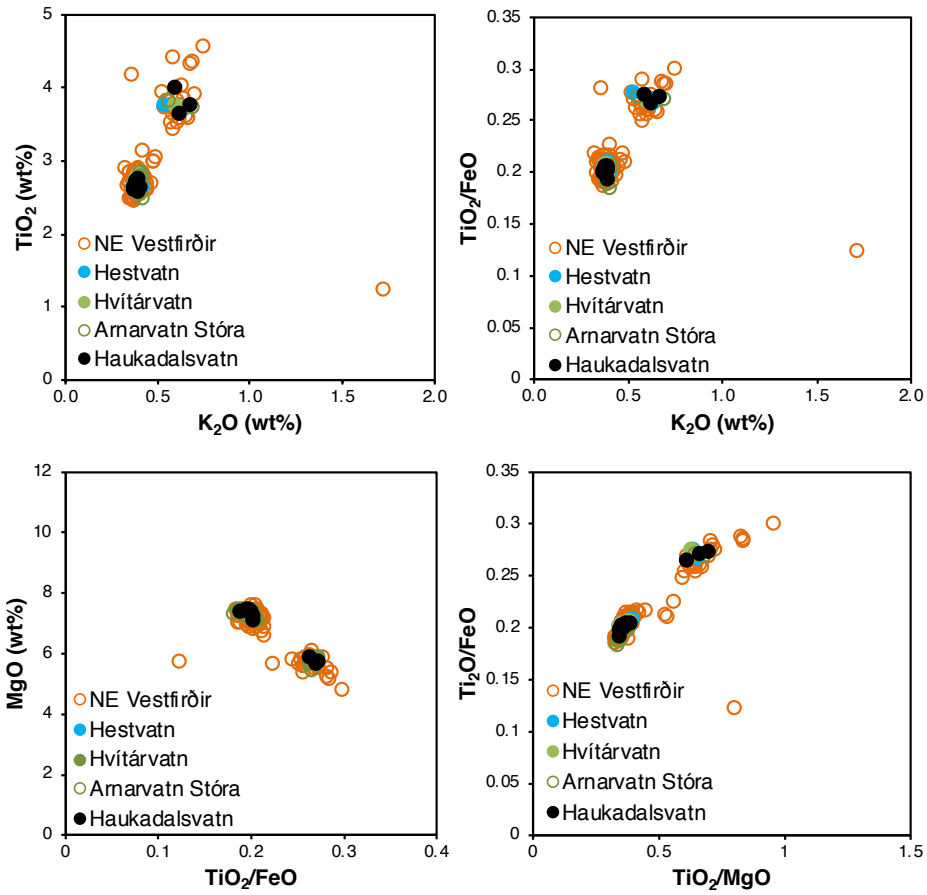 5
4
3
2
1
0
TiO₂ (wt%)
NE Vestfirðir
Hestvatn
Hvítárvatn
Arnarvatn Stóra
Haukadalsvatn
0.0 0.5 1.0 1.5 2.0
K₂O (wt%)
0.35
0.3
0.25
0.2
0.15
0.1
0.05
0
TiO₂/FeO
NE Vestfirðir
Hestvatn
Hvítárvatn
Arnarvatn Stóra
Haukadalsvatn
0.0 0.5 1.0 1.5 2.0
K₂O (wt%)
12
10
8
6
4
2
0
MgO (wt%)
NE Vestfirðir
Hestvatn
Hvítárvatn
Arnarvatn Stóra
Haukadalsvatn
0 0.1 0.2 0.3 0.4
TiO₂/FeO
0.35
0.3
0.25
0.2
0.15
0.1
0.05
0
Ti₂O/FeO
NE Vestfirðir
Hestvatn
Hvítárvatn
Arnarvatn Stóra
Haukadalsvatn
0 0.5 1 1.5
TiO₂/MgO